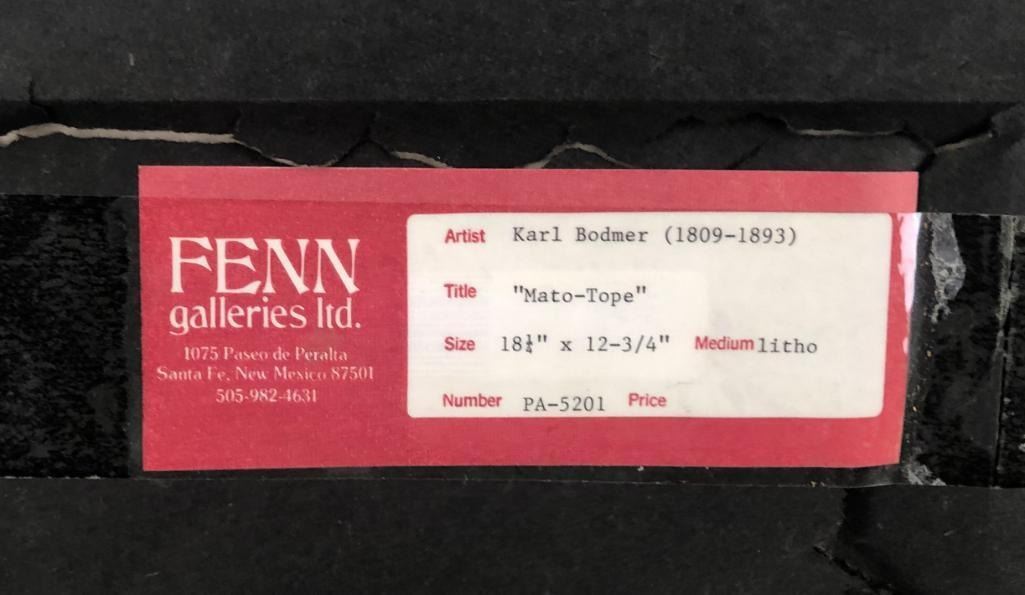 FENN
galleries ltd.
1075 Paseo de Peralta
Santa Fe, New Mexico 87501
505-982-4631
Artist Karl Bodmer (1809-1893)
Title "Mato-Tope"
Size 18¼" x 12-3/4" Medium litho
Number PA-5201 Price